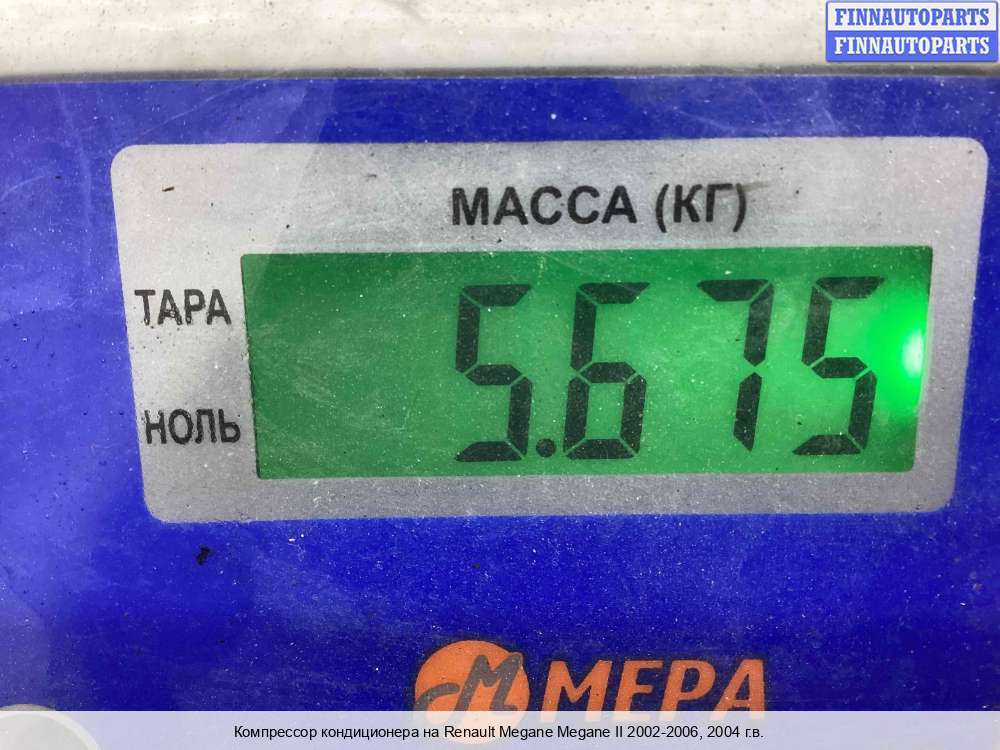 FINNAUTOPARTS
FINNAUTOPARTS
МАССА (КГ)
ТАРА
5.675
НОЛЬ
МЕРА
Компрессор кондиционера на Renault Megane Megane II 2002-2006, 2004 г.в.